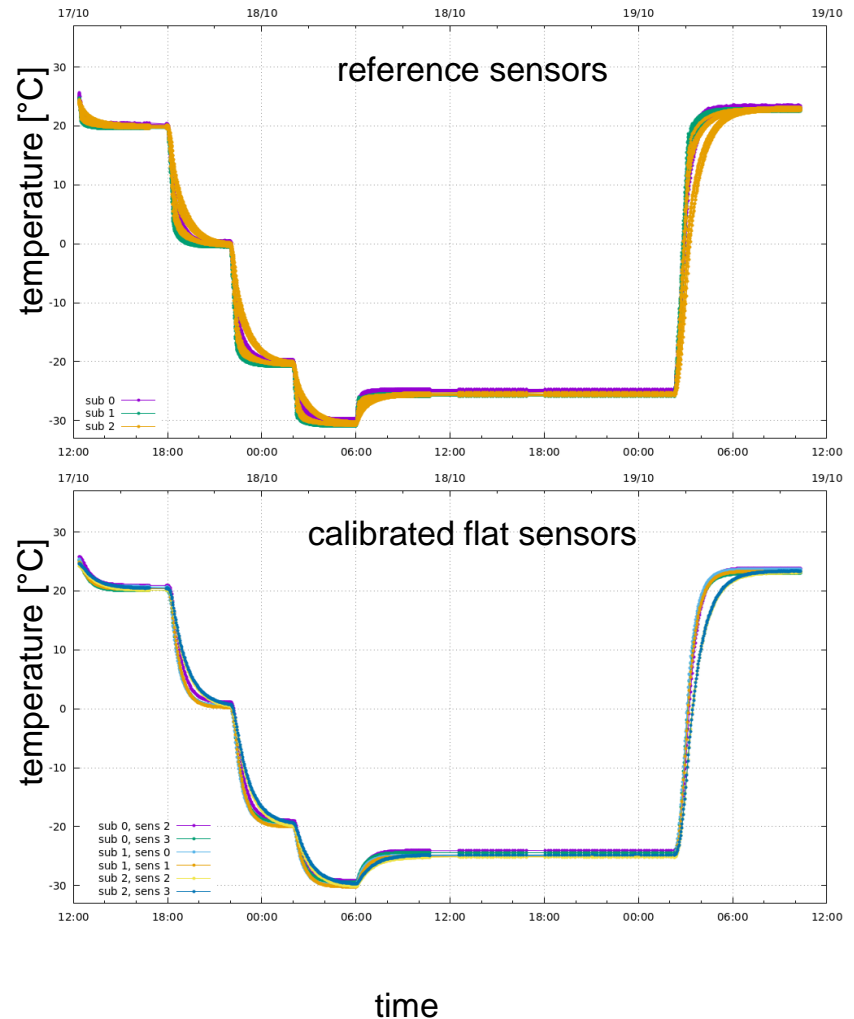 17/10 18/10 18/10 19/10 19/10
reference sensors
temperature [°C]
30
20
10
0
-10
-20
-30
sub 0
sub 1
sub 2
12:00 18:00 00:00 06:00 12:00 18:00 00:00 06:00 12:00
17/10 18/10 18/10 19/10 19/10
calibrated flat sensors
temperature [°C]
30
20
10
0
-10
-20
-30
sub 0, sens 2
sub 0, sens 3
sub 1, sens 0
sub 1, sens 1
sub 2, sens 2
sub 2, sens 3
12:00 18:00 00:00 06:00 12:00 18:00 00:00 06:00 12:00
time